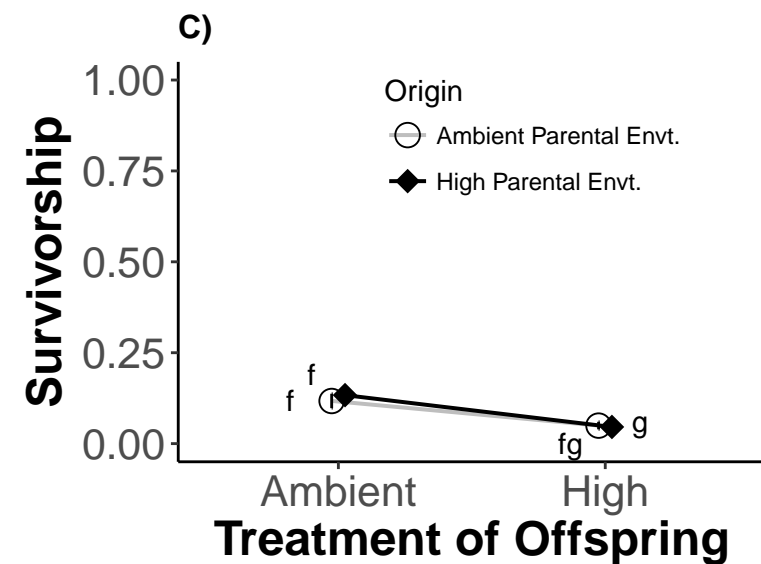 C)
Survivorship
1.00
0.75
0.50
0.25
0.00
Origin
Ambient Parental Envt.
High Parental Envt.
f
f
g
fg
Ambient
High
Treatment of Offspring